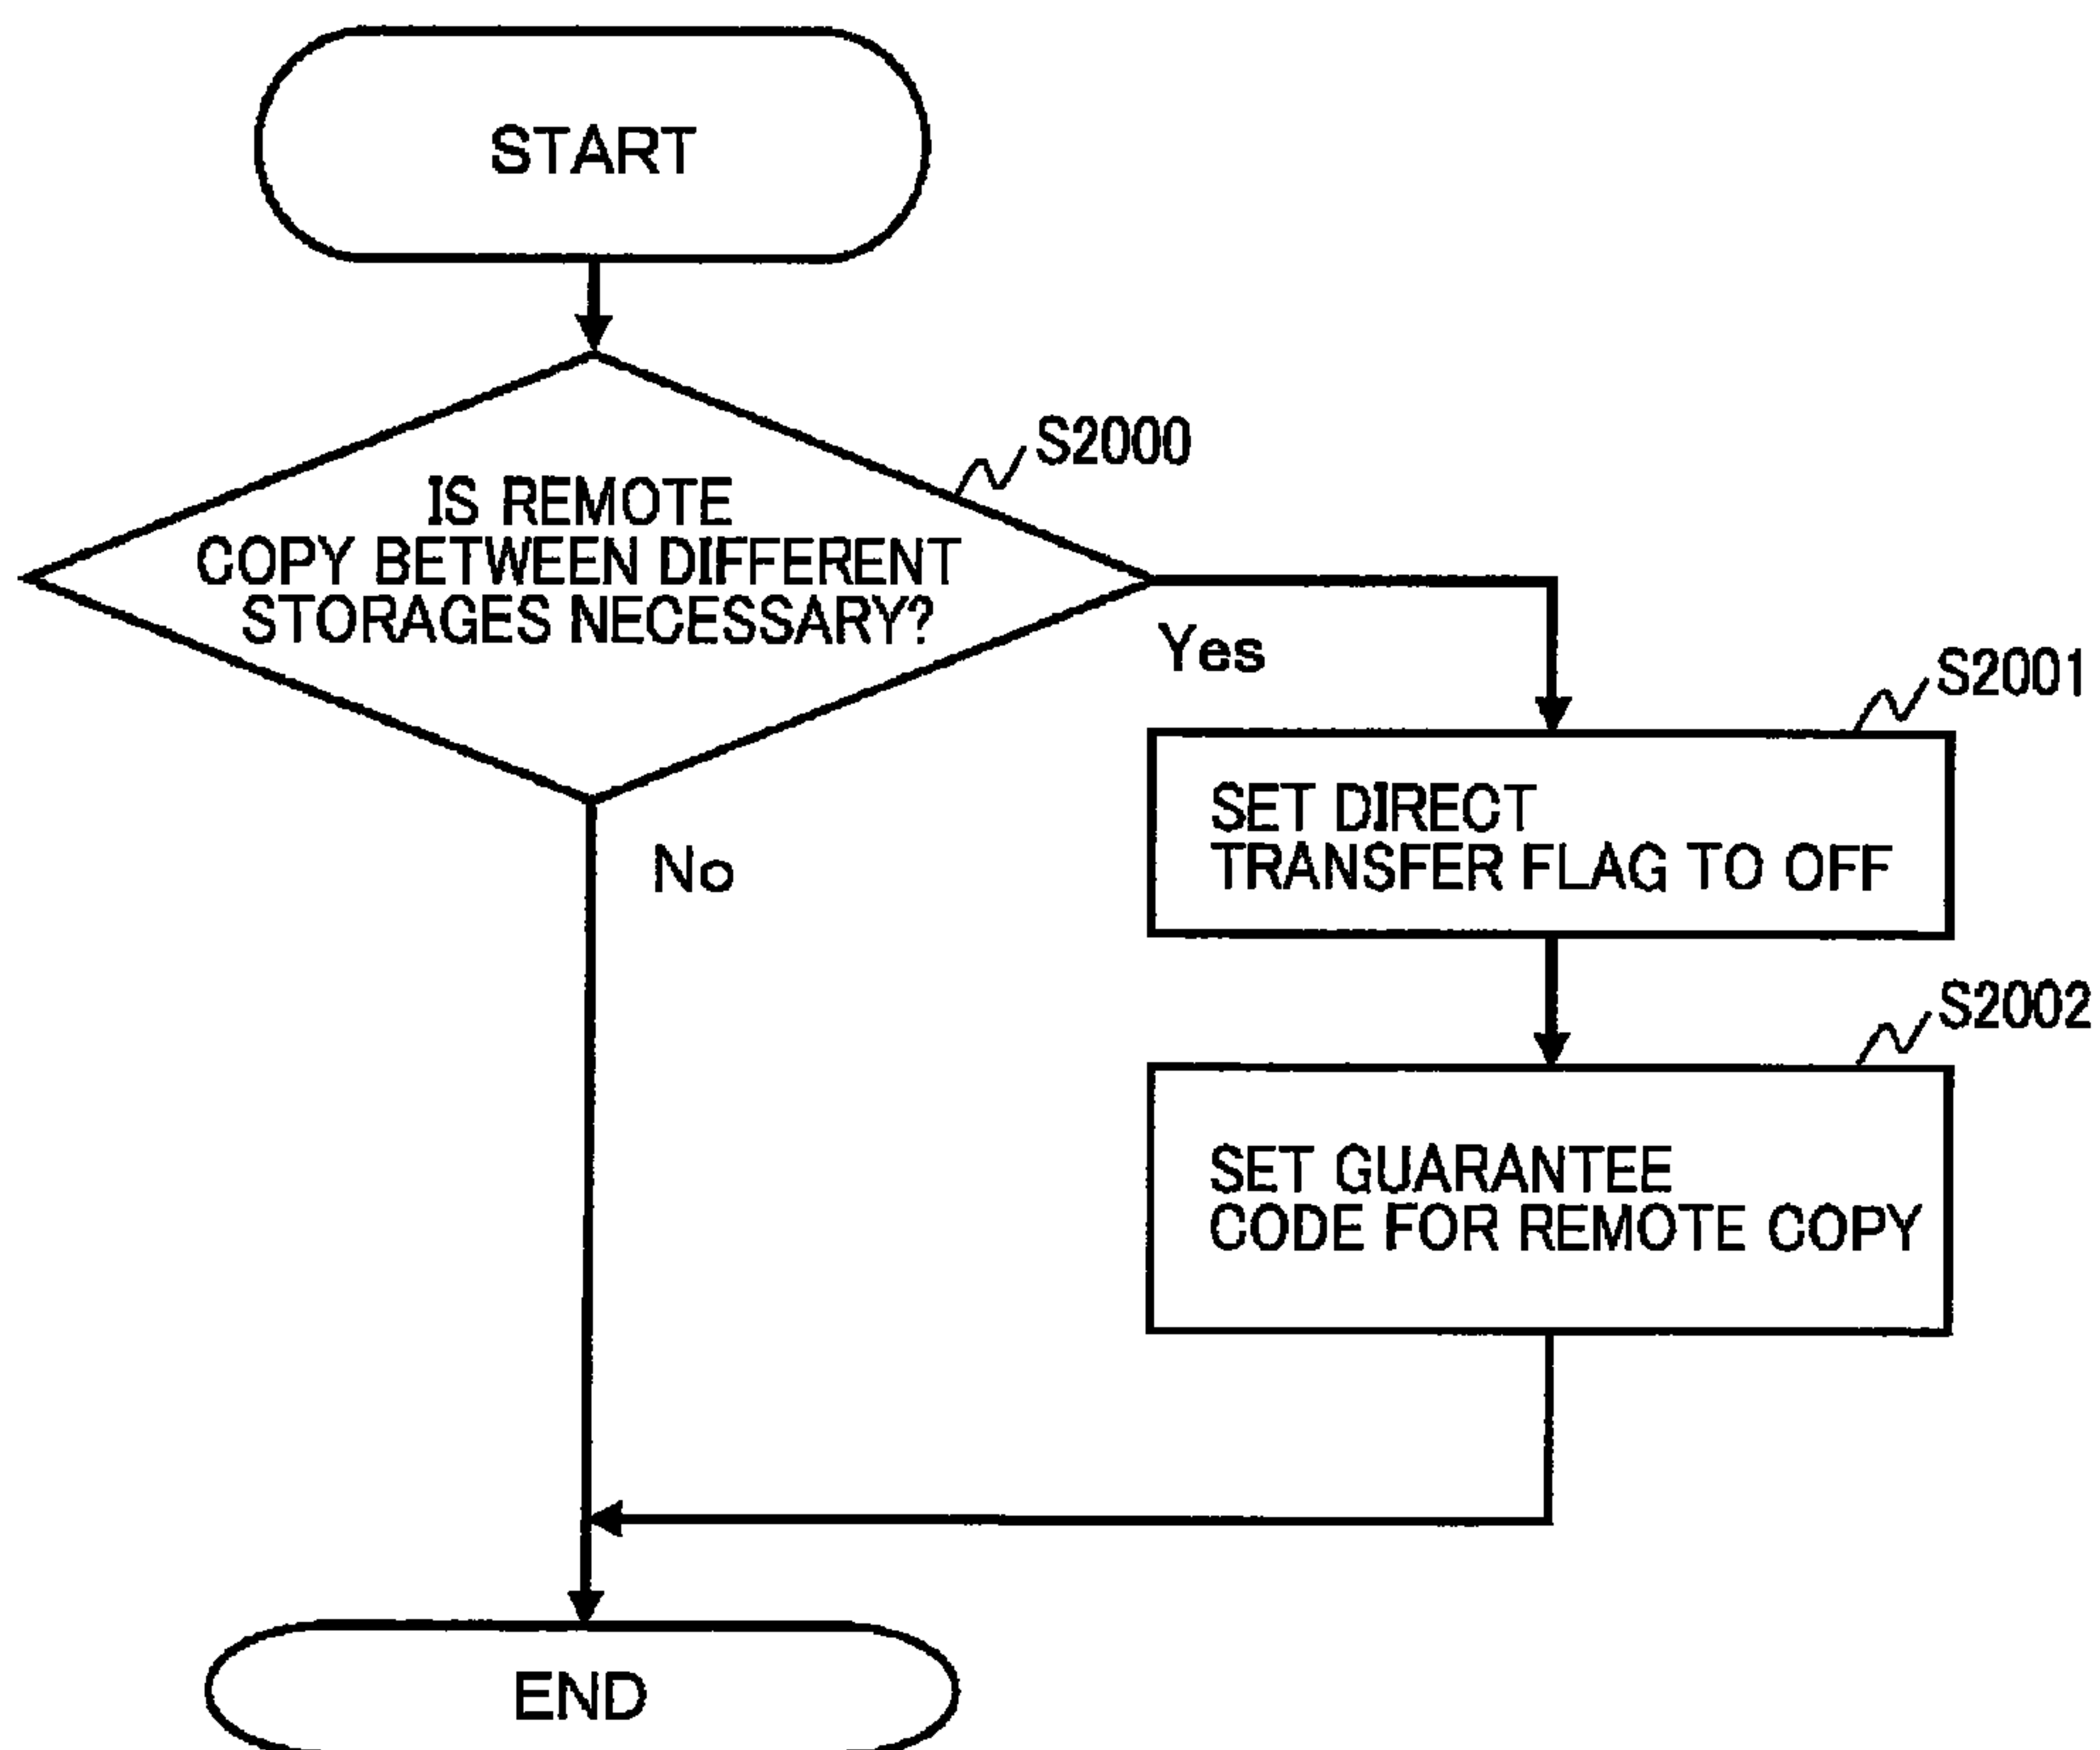 START
S2000
IS REMOTE
COPY BETWEEN DIFFERENT
STORAGES NECESSARY?
Yes
S2001
SET DIRECT
TRANSFER FLAG TO OFF
No
S2002
SET GUARANTEE
CODE FOR REMOTE COPY
END